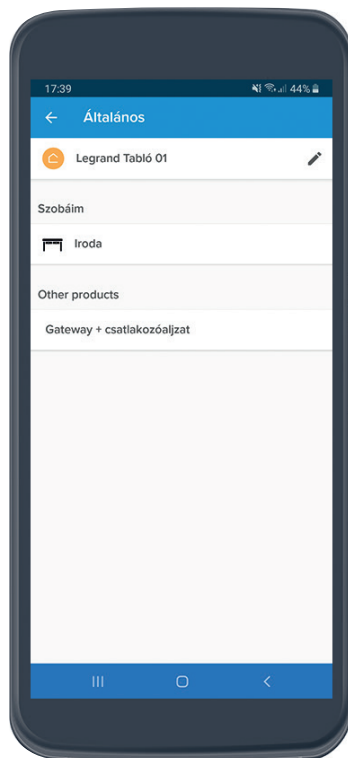 17:39 44%
Általános
Legrand Tabló 01
Szobáim
Iroda
Other products
Gateway + csatlakozóaljzat